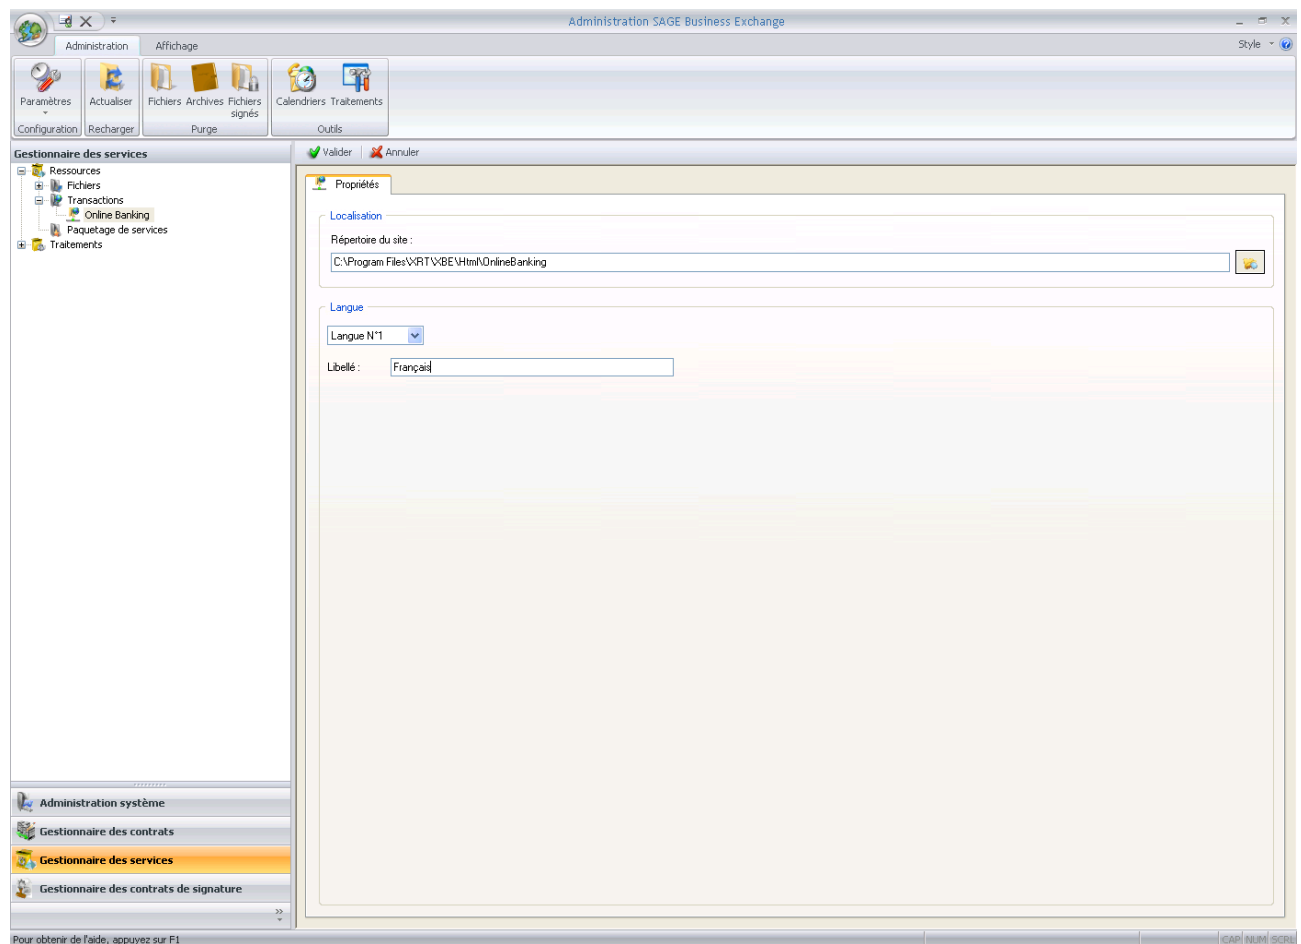 Administration SAGE Business Exchange
Administration Affichage Style
Paramètres Actualiser Fichiers Archives Fichiers signés Calendriers Traitements
Configuration Recharger Purge Outils
Gestionnaire des services
Valider Annuler
Ressources
Fichiers
Transactions
Online Banking
Paquetage de services
Traitements
Propriétés
Localisation
Répertoire du site :
C:\Program Files\XRT\XBE\Html\OnlineBanking
Langue
Langue N°1
Libellé : Français
Administration système
Gestionnaire des contrats
Gestionnaire des services
Gestionnaire des contrats de signature
Pour obtenir de l'aide, appuyez sur F1 CAP NUM SCRL